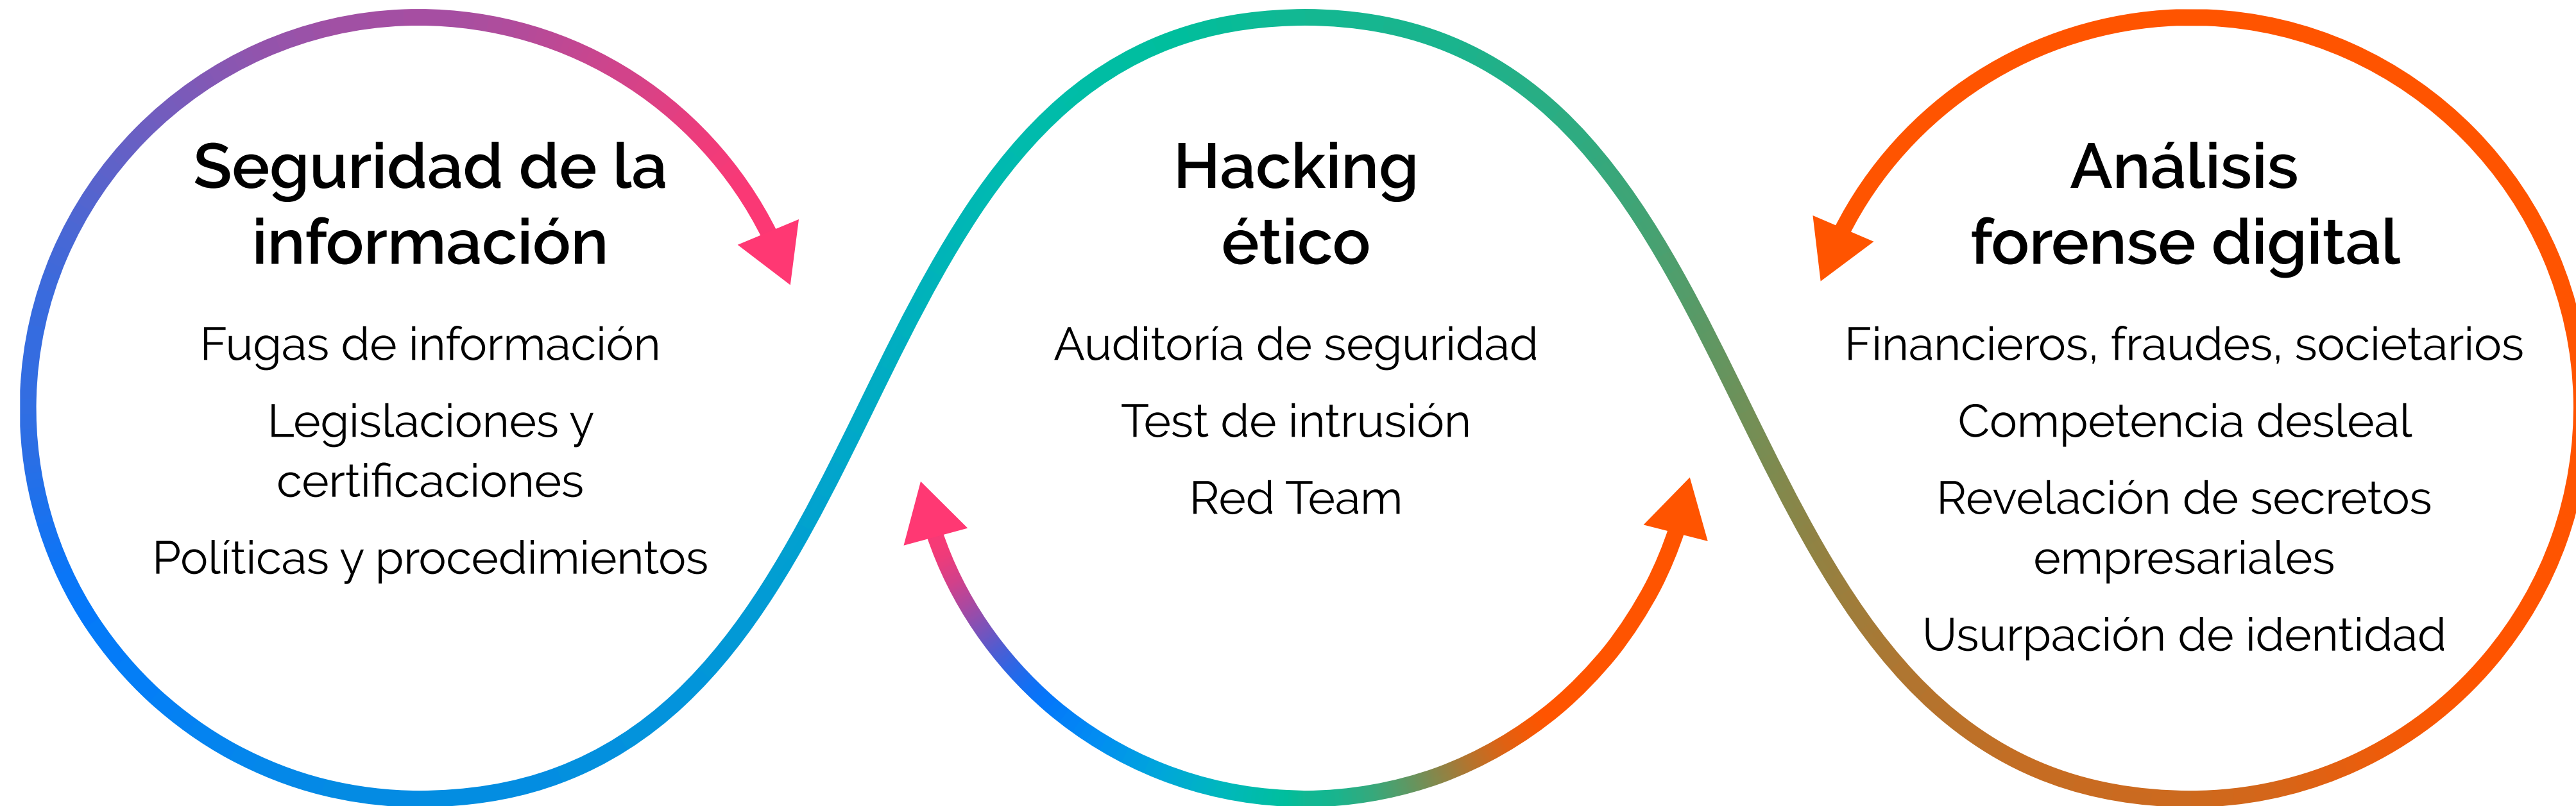 Seguridad de la
información
Fugas de información
Legislaciones y
certificaciones
Políticas y procedimientos
Hacking
ético
Auditoría de seguridad
Test de intrusión
Red Team
Análisis
forense digital
Financieros, fraudes, societarios
Competencia desleal
Revelación de secretos
empresariales
Usurpación de identidad